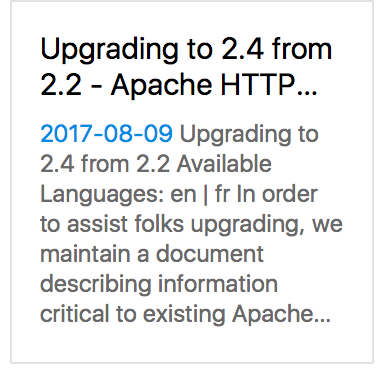 Upgrading to 2.4 from
2.2 - Apache HTTP...
2017-08-09 Upgrading to
2.4 from 2.2 Available
Languages: en | fr In order
to assist folks upgrading, we
maintain a document
describing information
critical to existing Apache...